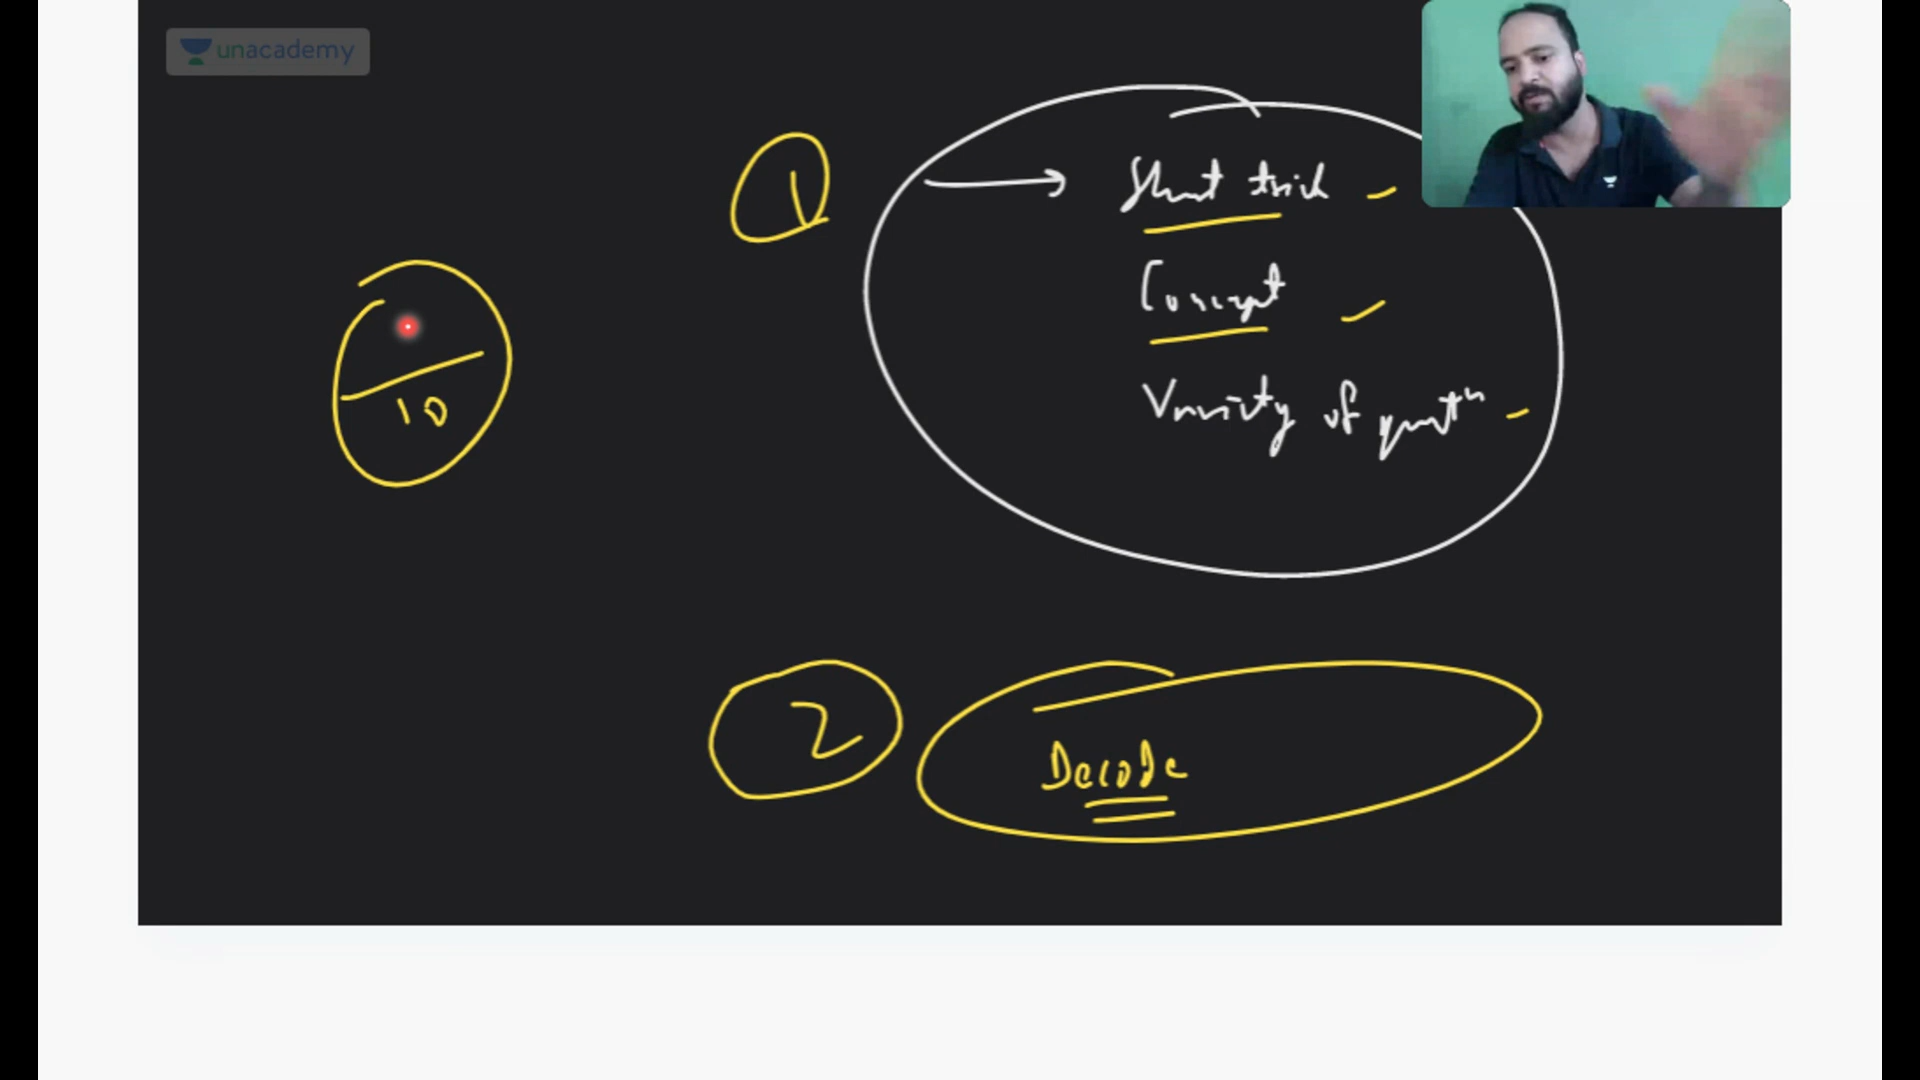 unacademy
1
Short trick
Concept
Variety of questn
10
2
Decode